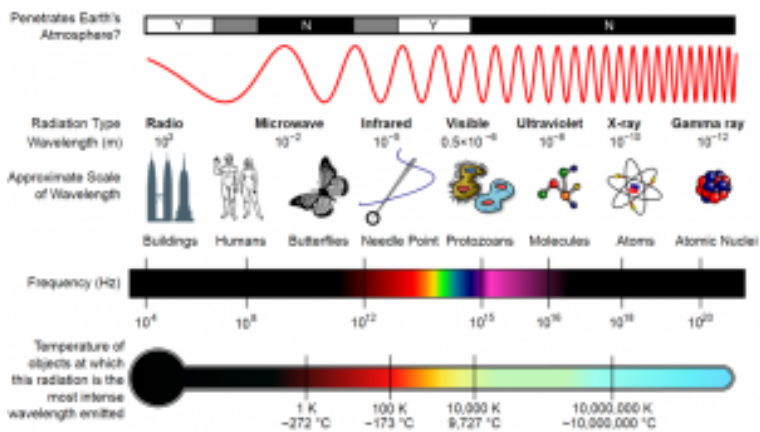 Penetrates Earth's
Atmosphere?
Y N Y N
Radiation Type
Radio Microwave Infrared Visible Ultraviolet X-ray Gamma ray
Wavelength (m)
10³ 10⁻² 10⁻⁵ 0.5×10⁻⁶ 10⁻⁸ 10⁻¹⁰ 10⁻¹²
Approximate Scale
of Wavelength
Buildings Humans Butterflies Needle Point Protozoans Molecules Atoms Atomic Nuclei
Frequency (Hz)
10⁴ 10⁸ 10¹² 10¹⁵ 10¹⁶ 10¹⁸ 10²⁰
Temperature of
objects at which
this radiation is the
most intense
wavelength emitted
1 K 100 K 10,000 K 10,000,000 K
−272 °C −173 °C 9,727 °C ~10,000,000 °C